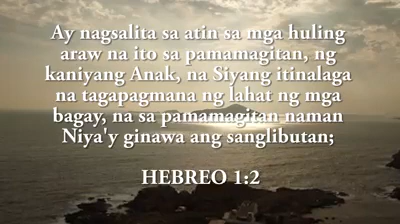 Ay nagsalita sa atin sa mga huling
araw na ito sa pamamagitan, ng
kaniyang Anak, na Siyang itinalaga
na tagapagmana ng lahat ng mga
bagay, na sa pamamagitan naman
Niya'y ginawa ang sanglibutan;
HEBREO 1:2